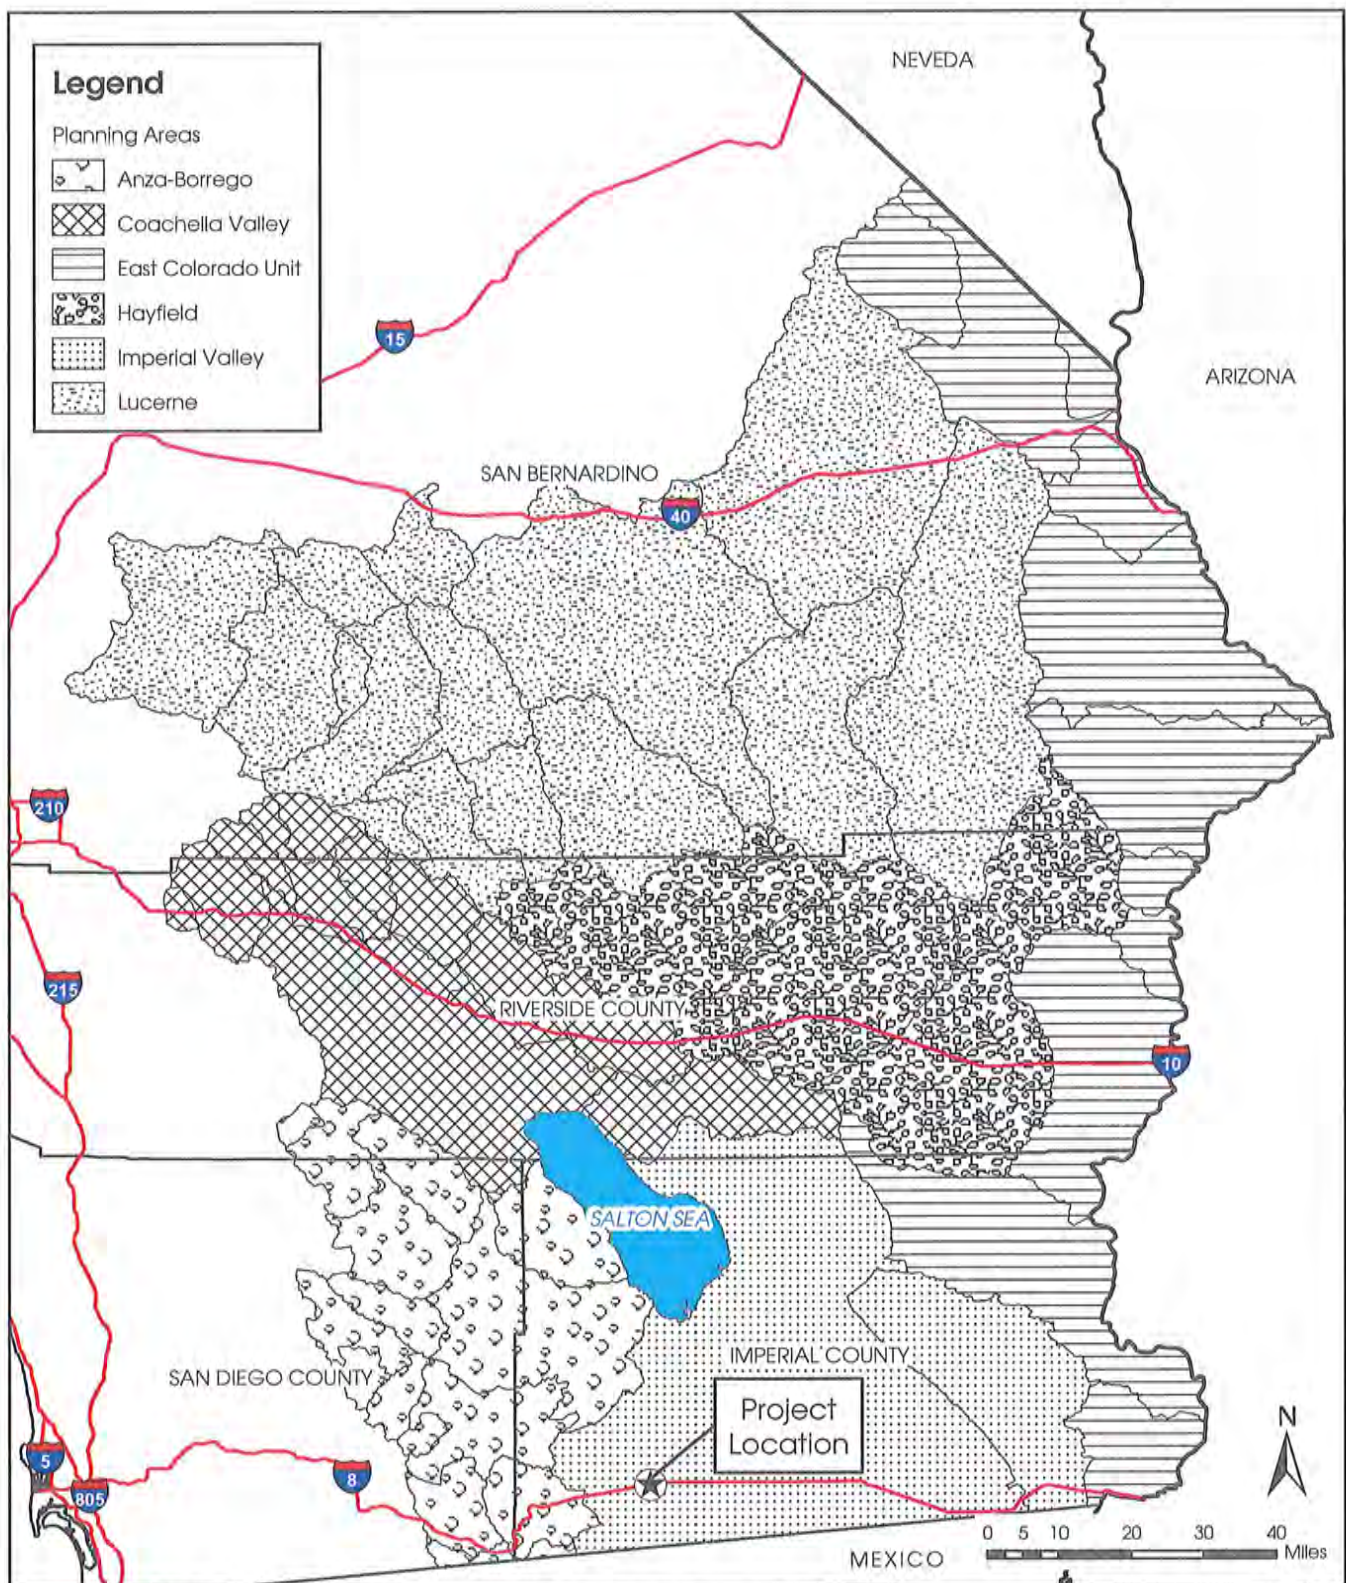 Legend
Planning Areas
Anza-Borrego
Coachella Valley
East Colorado Unit
Hayfield
Imperial Valley
Lucerne
NEVEDA
ARIZONA
15
SAN BERNARDINO
40
210
215
RIVERSIDE COUNTY
10
SALTON SEA
IMPERIAL COUNTY
SAN DIEGO COUNTY
Project
Location
N
5
805
8
MEXICO
0 5 10 20 30 40
Miles